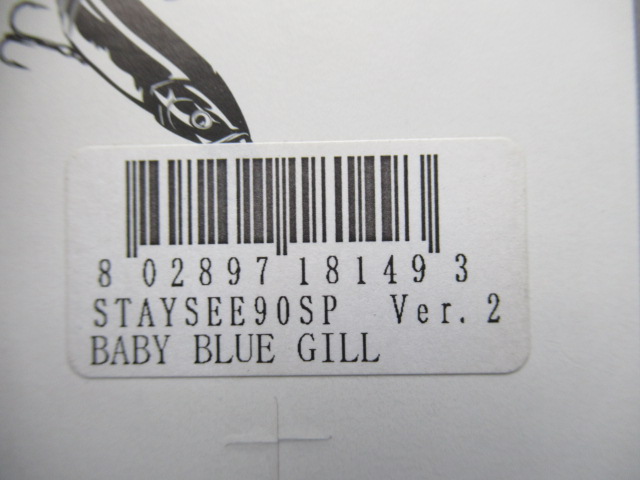 8 02897 18149 3
STAYSEE90SP Ver. 2
BABY BLUE GILL